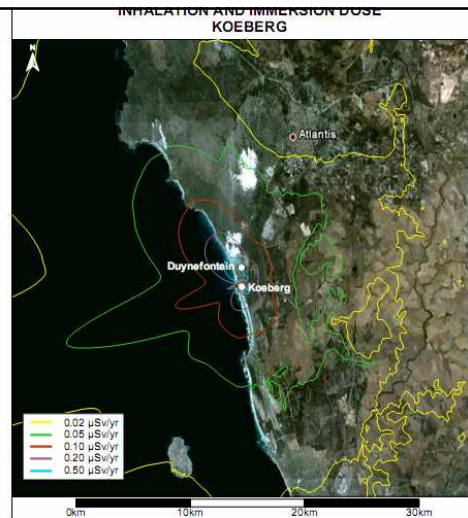 INHALATION AND IMMERSION DOSE
KOEBERG
N
Atlantis
Duynefontein
Koeberg
0.02 µSv/yr
0.05 µSv/yr
0.10 µSv/yr
0.20 µSv/yr
0.50 µSv/yr
0km 10km 20km 30km